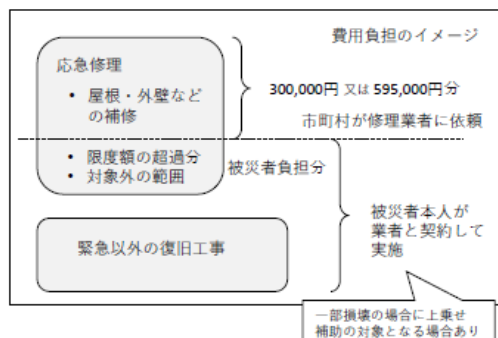 費用負担のイメージ
応急修理
• 屋根・外壁など
の補修
300,000円 又は 595,000円分
市町村が修理業者に依頼
• 限度額の超過分
• 対象外の範囲
被災者負担分
被災者本人が
業者と契約して
実施
緊急以外の復旧工事
一部損壊の場合に上乗せ
補助の対象となる場合あり